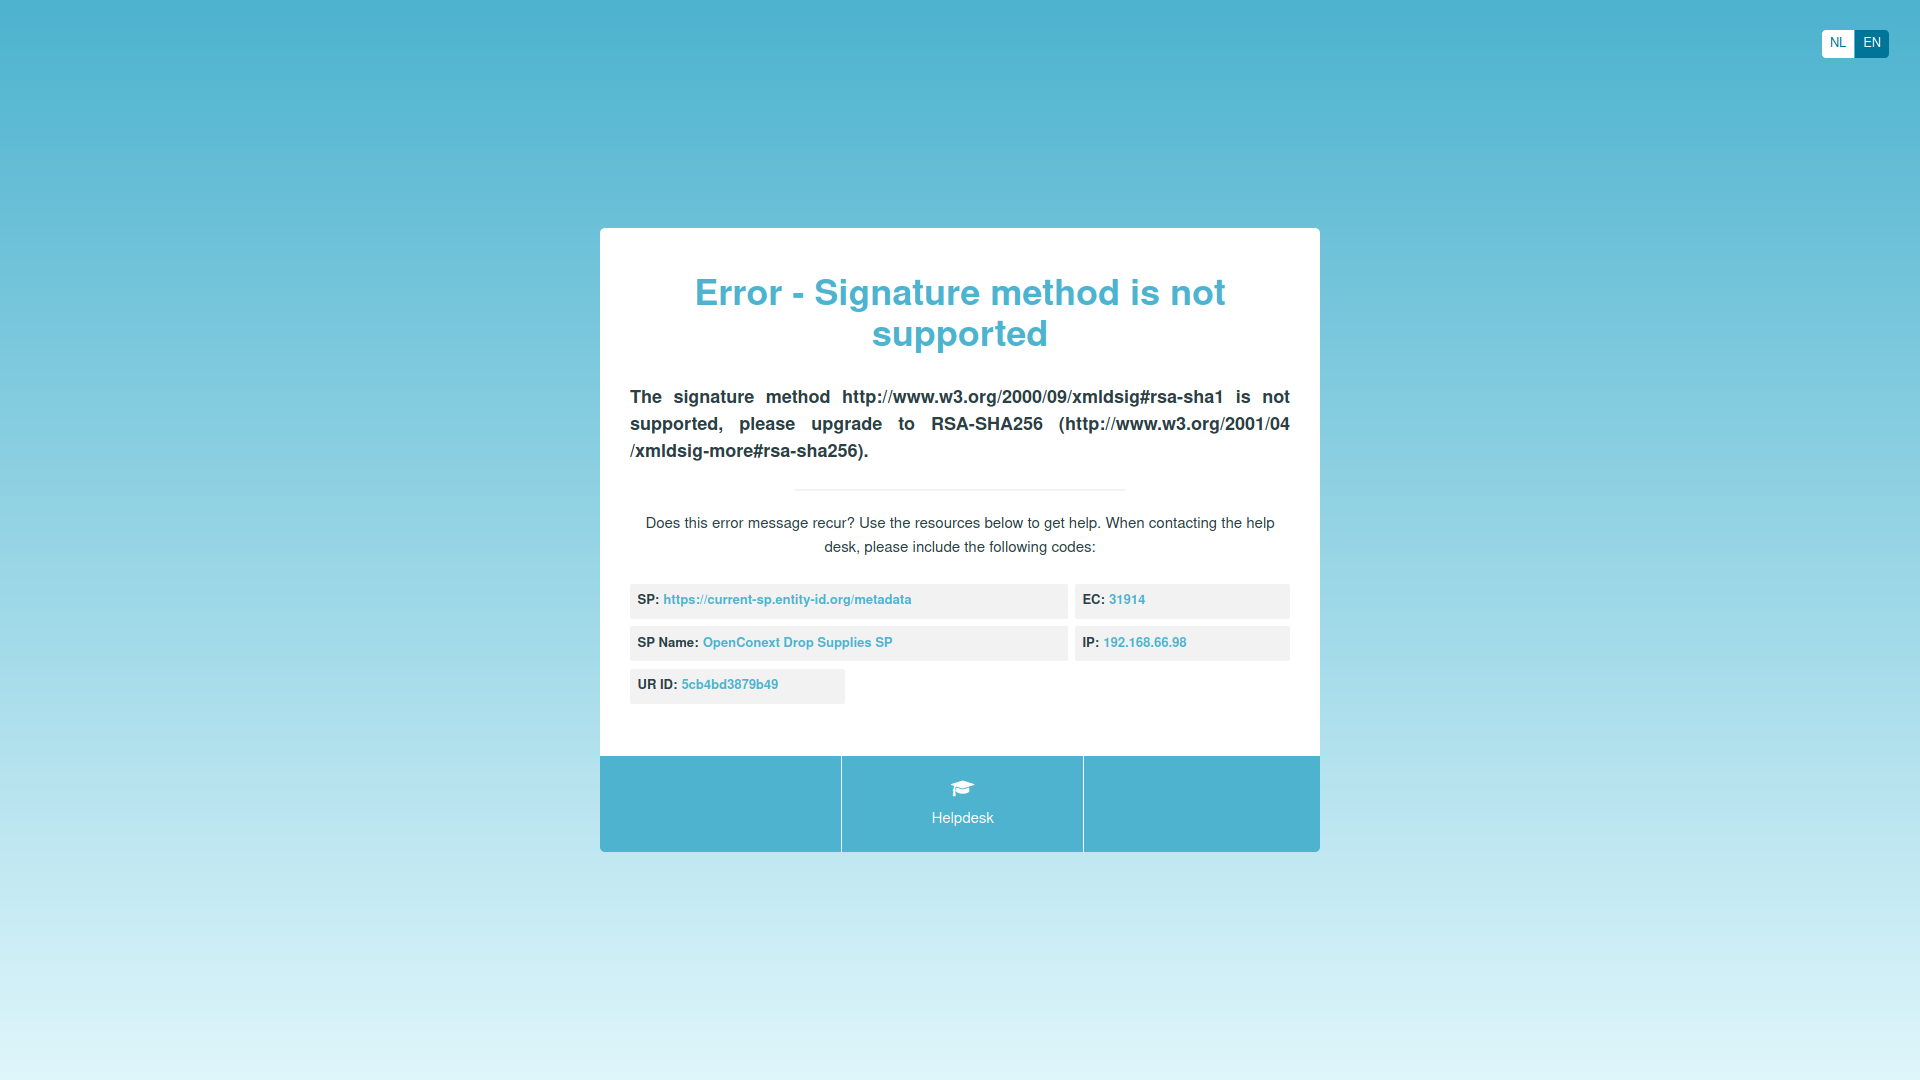 NL EN
Error - Signature method is not
supported
The signature method http://www.w3.org/2000/09/xmldsig#rsa-sha1 is not
supported, please upgrade to RSA-SHA256 (http://www.w3.org/2001/04
/xmldsig-more#rsa-sha256).
Does this error message recur? Use the resources below to get help. When contacting the help
desk, please include the following codes:
SP: https://current-sp.entity-id.org/metadata EC: 31914
SP Name: OpenConext Drop Supplies SP IP: 192.168.66.98
UR ID: 5cb4bd3879b49
Helpdesk